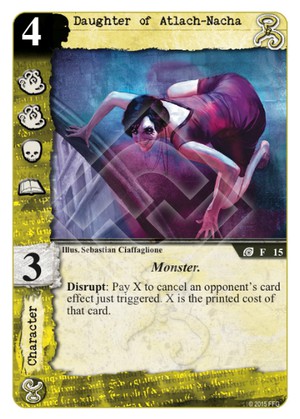 4
Daughter of Atlach-Nacha
Illus. Sebastian Ciaffaglione
F 15
3
Monster.
Disrupt: Pay X to cancel an opponent's card
effect just triggered. X is the printed cost of
that card.
Character
© 2015 FFG